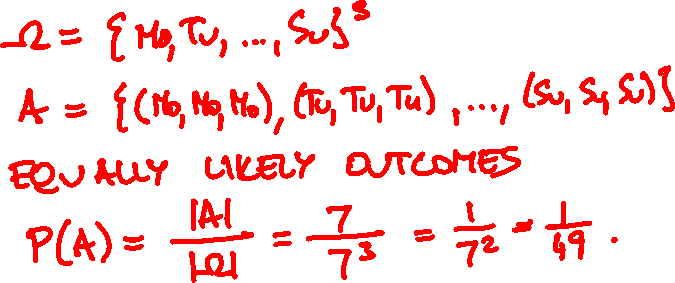 Ω = {Mo, Tu, ..., Su}³
A = {(Mo, Mo, Mo), (Tu, Tu, Tu), ..., (Su, Su, Su)}
EQUALLY LIKELY OUTCOMES
P(A) = |A| / |Ω| = 7 / 7³ = 1 / 7² = 1 / 49 .